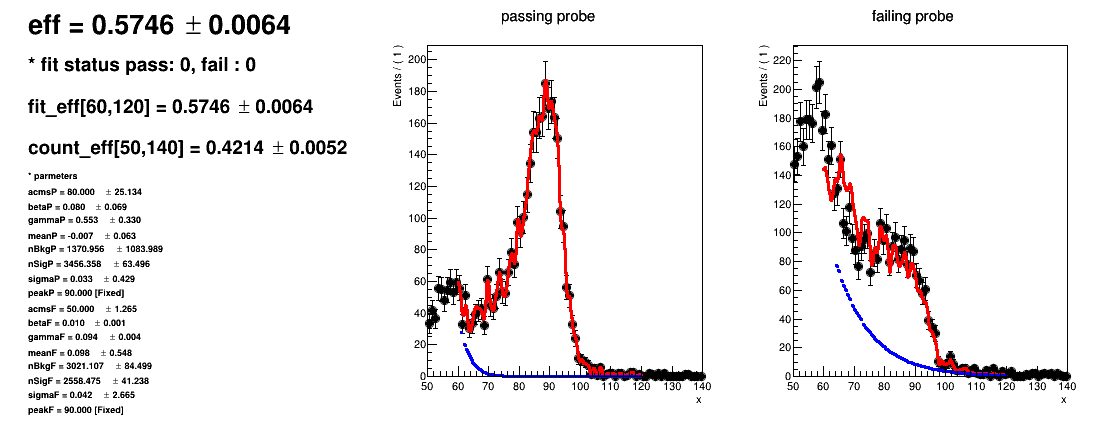 eff = 0.5746 ± 0.0064
* fit status pass: 0, fail : 0
fit_eff[60,120] = 0.5746 ± 0.0064
count_eff[50,140] = 0.4214 ± 0.0052
* parmeters
acmsP = 80.000 ± 25.134
betaP = 0.080 ± 0.069
gammaP = 0.553 ± 0.330
meanP = -0.007 ± 0.063
nBkgP = 1370.956 ± 1083.989
nSigP = 3456.358 ± 63.496
sigmaP = 0.033 ± 0.429
peakP = 90.000 [Fixed]
acmsF = 50.000 ± 1.265
betaF = 0.010 ± 0.001
gammaF = 0.094 ± 0.004
meanF = 0.098 ± 0.548
nBkgF = 3021.107 ± 84.499
nSigF = 2558.475 ± 41.238
sigmaF = 0.042 ± 2.665
peakF = 90.000 [Fixed]
passing probe
Events / ( 1 )
200
180
160
140
120
100
80
60
40
20
0
50 60 70 80 90 100 110 120 130 140
x
failing probe
Events / ( 1 )
220
200
180
160
140
120
100
80
60
40
20
0
50 60 70 80 90 100 110 120 130 140
x